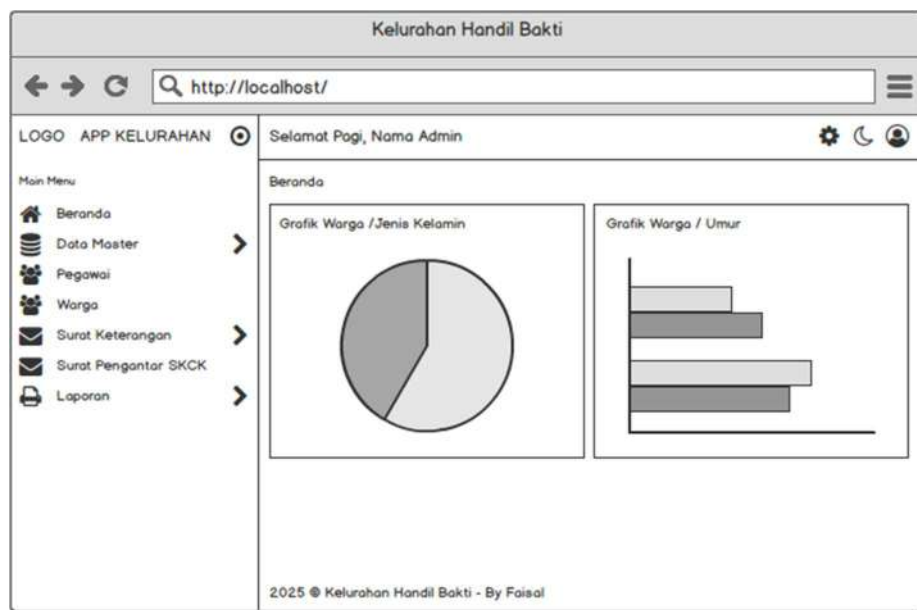 Kelurahan Handil Bakti
http://localhost/
LOGO APP KELURAHAN
Selamat Pagi, Nama Admin
Main Menu
Beranda
Data Master
Pegawai
Warga
Surat Keterangan
Surat Pengantar SKCK
Laporan
Beranda
Grafik Warga /Jenis Kelamin
Grafik Warga / Umur
2025 © Kelurahan Handil Bakti - By Faisal